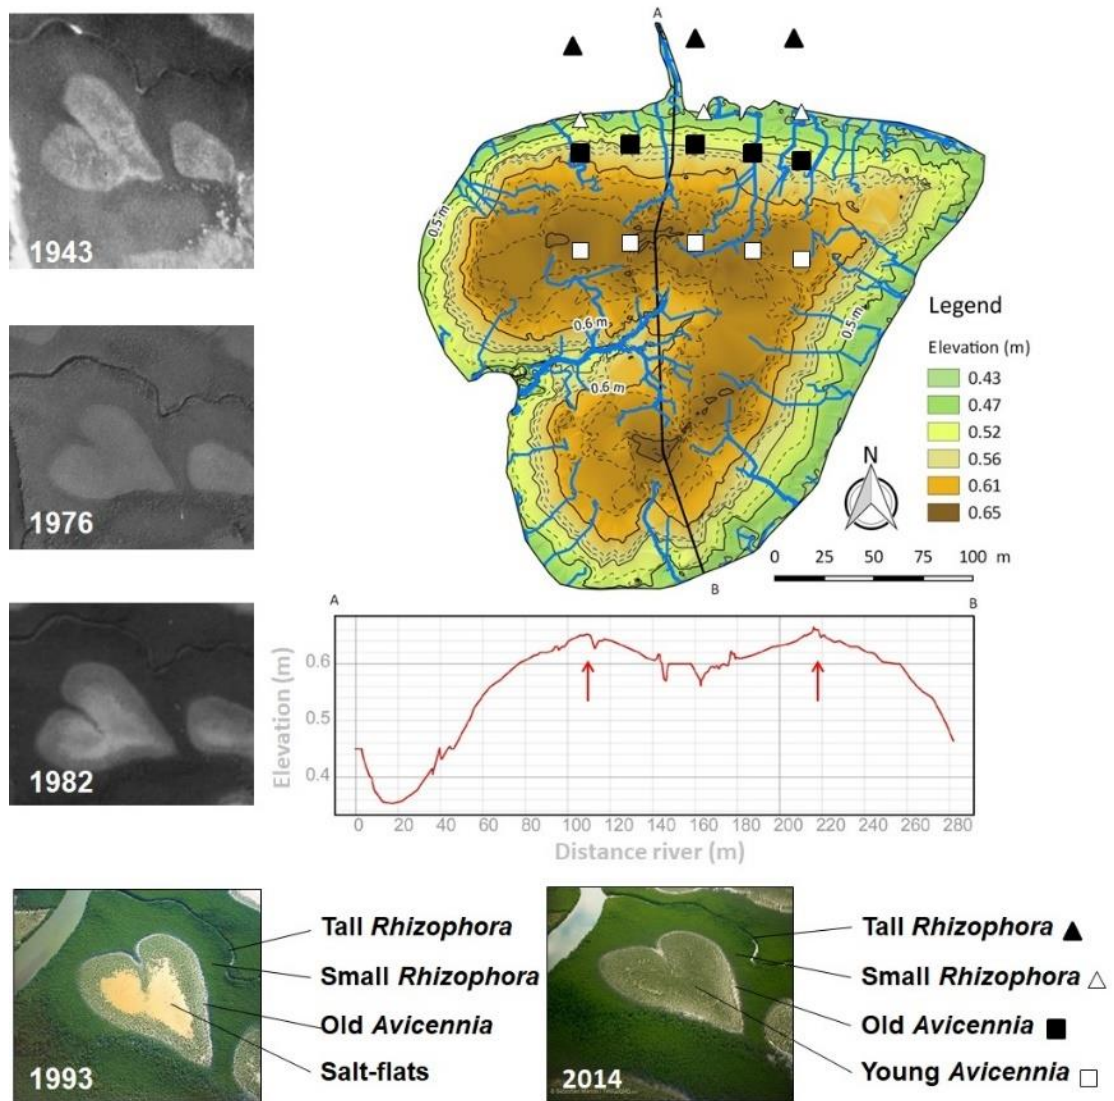 1943
1976
1982
A
0.5 m
0.6 m
0.6 m
0.5 m
B
Legend
Elevation (m)
0.43
0.47
0.52
0.56
0.61
0.65
N
0 25 50 75 100 m
A B
Elevation (m)
0.6
0.5
0.4
0 20 40 60 80 100 120 140 160 180 200 220 240 260 280
Distance river (m)
1993
Tall Rhizophora
Small Rhizophora
Old Avicennia
Salt-flats
2014
Tall Rhizophora
Small Rhizophora
Old Avicennia
Young Avicennia